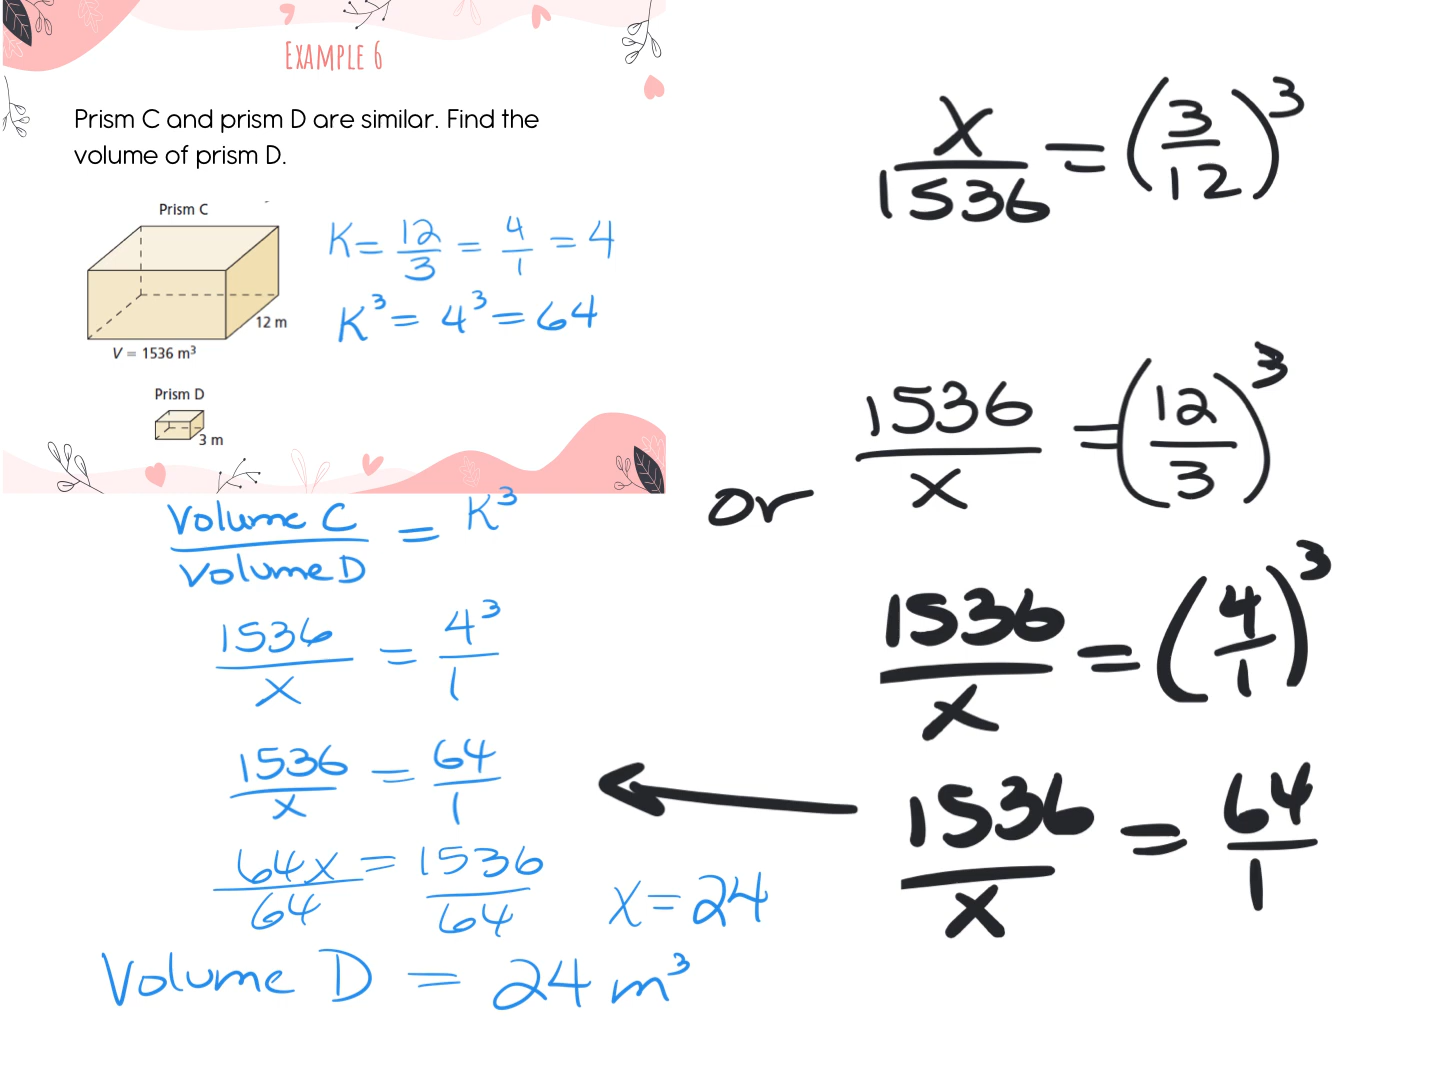 EXAMPLE 6
Prism C and prism D are similar. Find the
volume of prism D.
Prism C
12 m
V = 1536 m³
Prism D
3 m
K = 12/3 = 4/1 = 4
K³ = 4³ = 64
Volume C / Volume D = K³
1536/x = 4³/1
1536/x = 64/1
64x/64 = 1536/64
x = 24
Volume D = 24 m³
x/1536 = (3/12)³
or
1536/x = (12/3)³
1536/x = (4/1)³
1536/x = 64/1